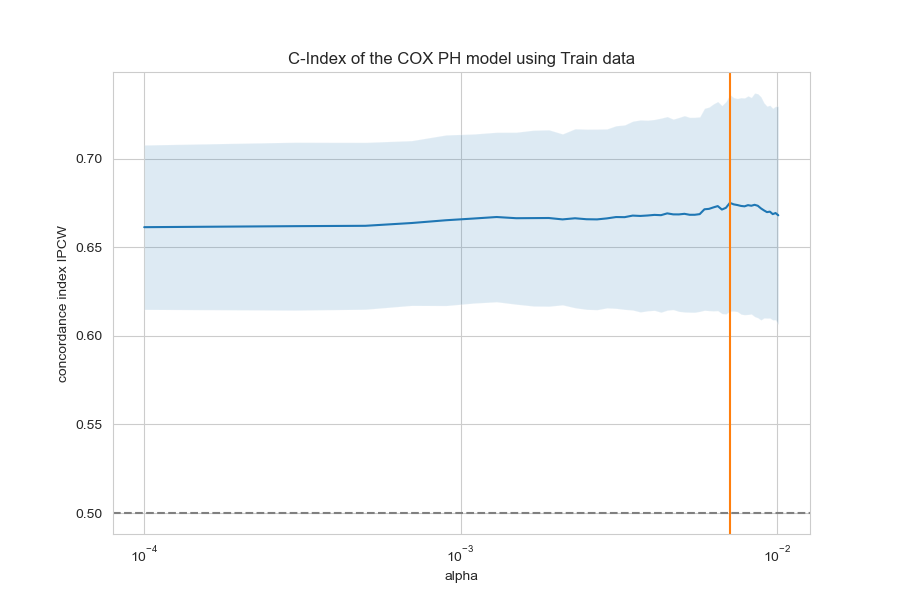 C-Index of the COX PH model using Train data
concordance index IPCW
0.70
0.65
0.60
0.55
0.50
10⁻⁴ 10⁻³ 10⁻²
alpha